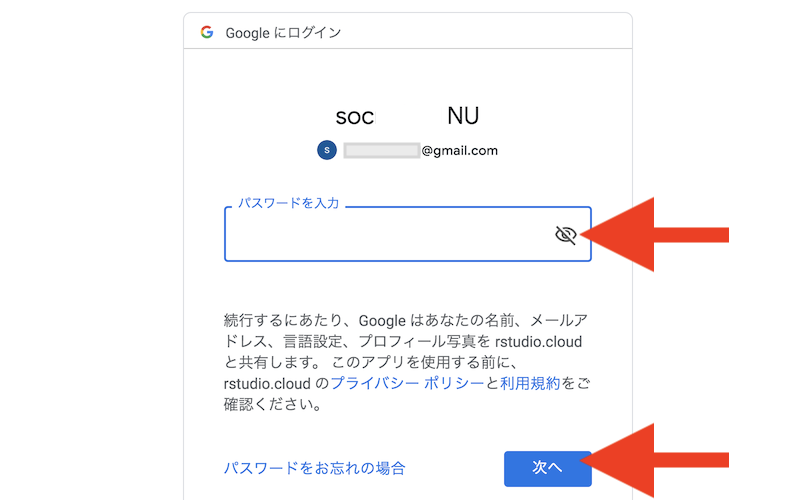 Google にログイン
soc NU
s
@gmail.com
パスワードを入力
続行するにあたり、Google はあなたの名前、メールア
ドレス、言語設定、プロフィール写真を rstudio.cloud
と共有します。 このアプリを使用する前に、
rstudio.cloud のプライバシー ポリシーと利用規約をご
確認ください。
パスワードをお忘れの場合
次へ